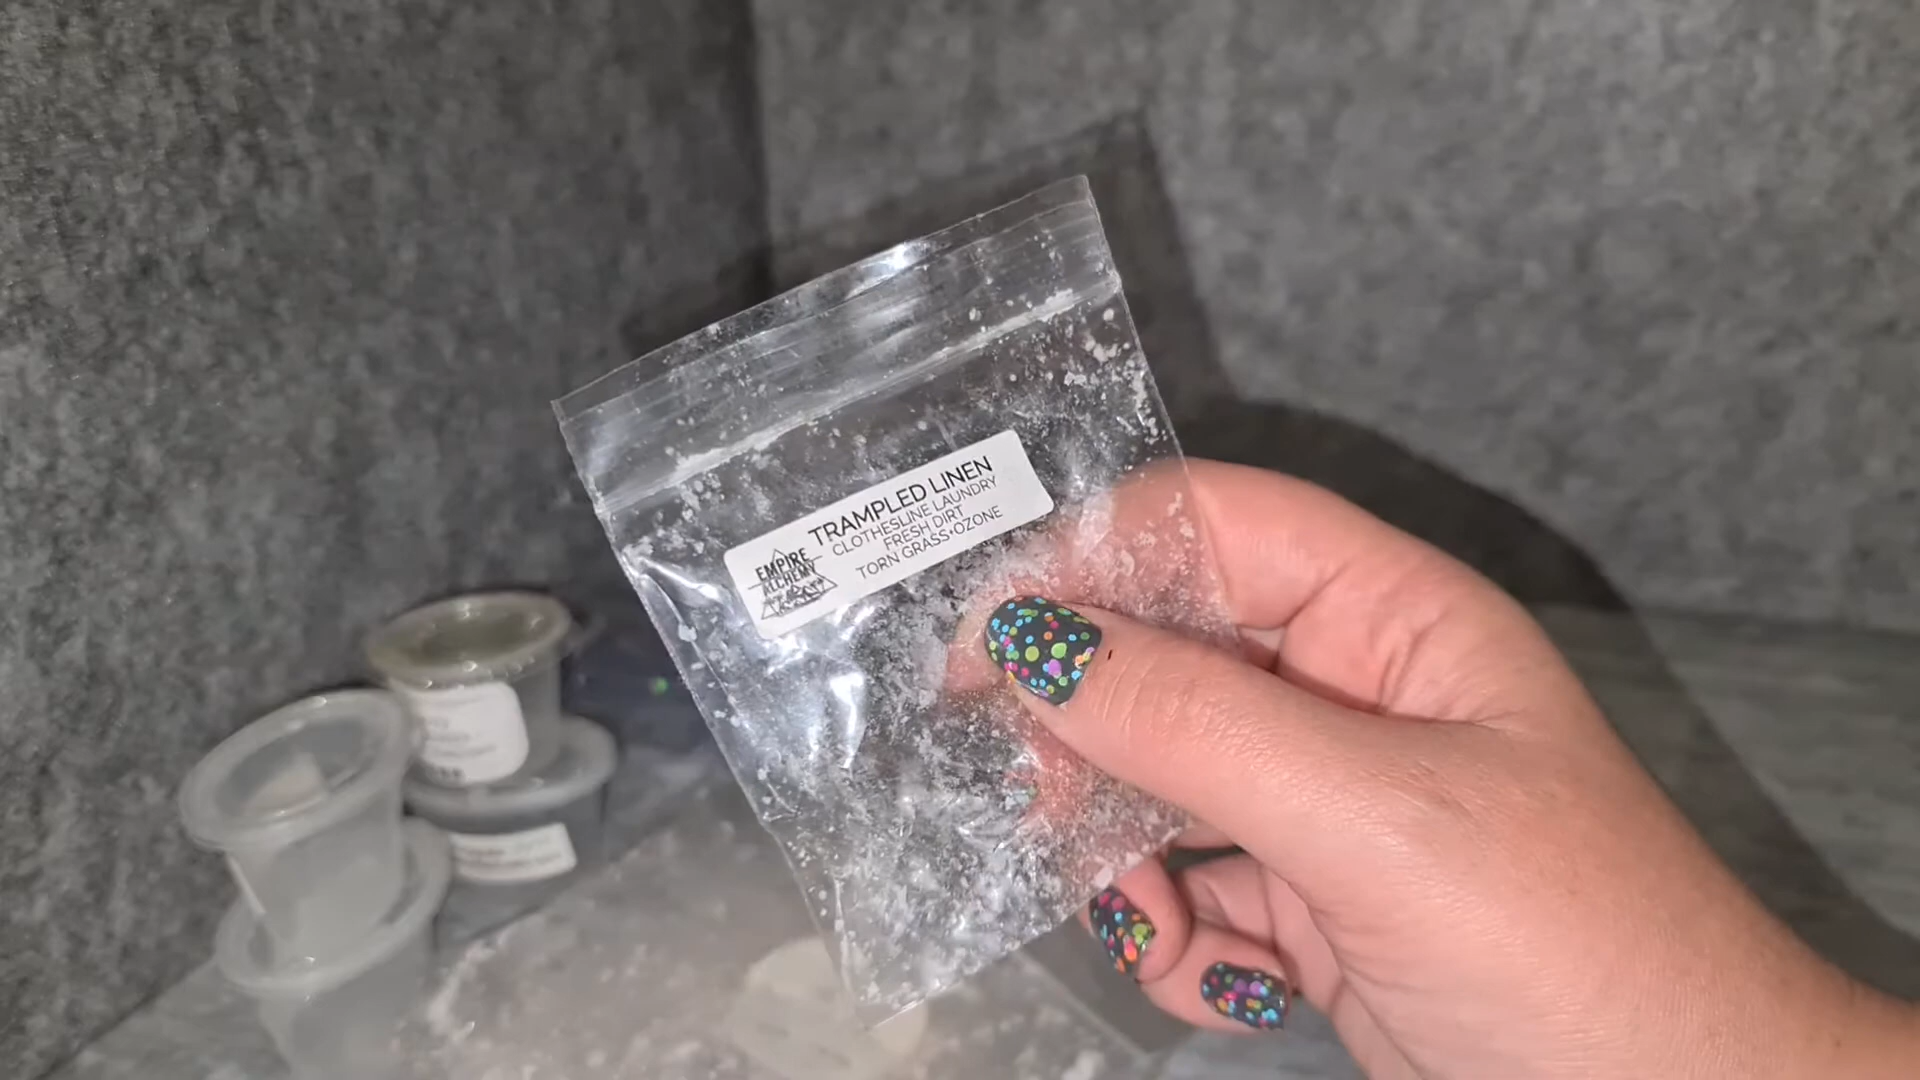 TRAMPLED LINEN
CLOTHESLINE LAUNDRY
FRESH DIRT
TORN GRASS•OZONE
EMPIRE
ALCHEMY